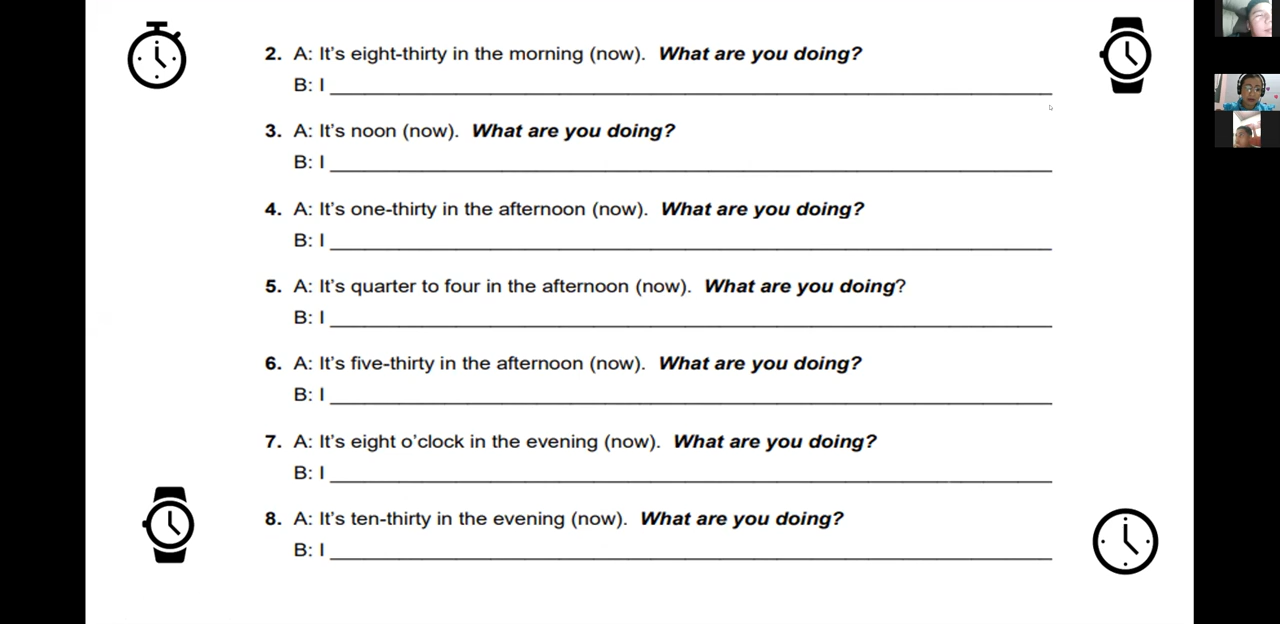 2. A: It's eight-thirty in the morning (now). What are you doing?
B: I
3. A: It's noon (now). What are you doing?
B: I
4. A: It's one-thirty in the afternoon (now). What are you doing?
B: I
5. A: It's quarter to four in the afternoon (now). What are you doing?
B: I
6. A: It's five-thirty in the afternoon (now). What are you doing?
B: I
7. A: It's eight o'clock in the evening (now). What are you doing?
B: I
8. A: It's ten-thirty in the evening (now). What are you doing?
B: I